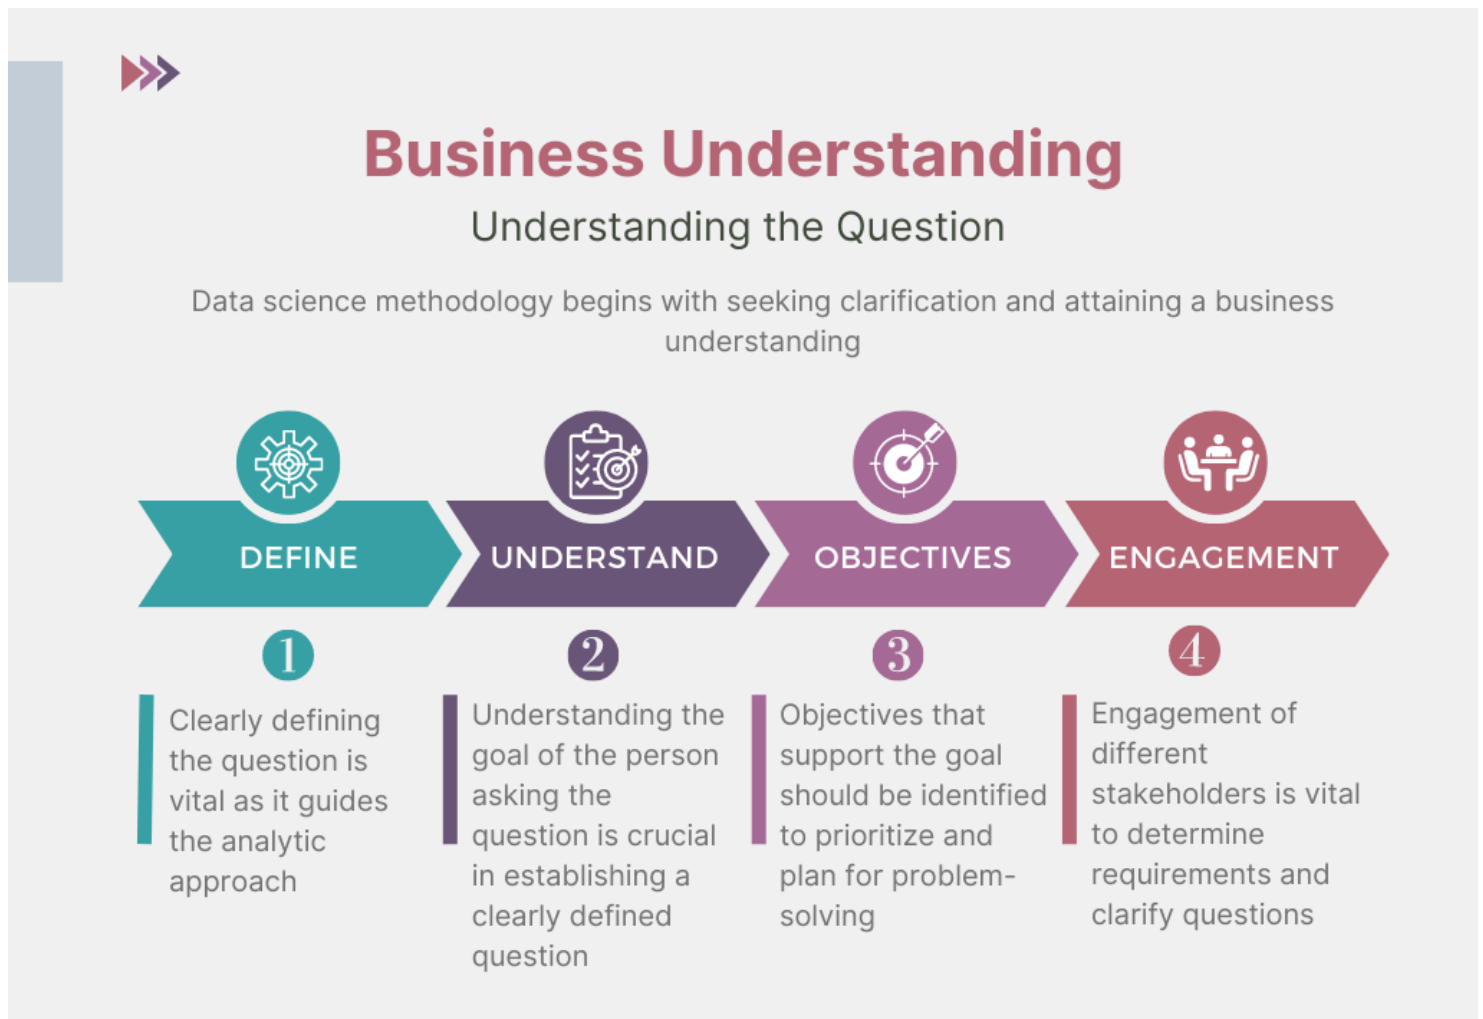 Business Understanding
Understanding the Question
Data science methodology begins with seeking clarification and attaining a business
understanding
DEFINE
UNDERSTAND
OBJECTIVES
ENGAGEMENT
1
Clearly defining
the question is
vital as it guides
the analytic
approach
2
Understanding the
goal of the person
asking the
question is crucial
in establishing a
clearly defined
question
3
Objectives that
support the goal
should be identified
to prioritize and
plan for problem-
solving
4
Engagement of
different
stakeholders is vital
to determine
requirements and
clarify questions